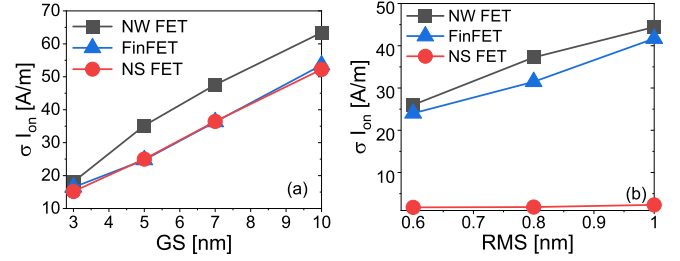 NW FET
FinFET
NS FET
70
60
50
40
30
20
10
σ I_on [A/m]
3 4 5 6 7 8 9 10
GS [nm]
(a)
NW FET
FinFET
NS FET
50
40
30
20
10
0
σ I_on [A/m]
0.6 0.7 0.8 0.9 1
RMS [nm]
(b)